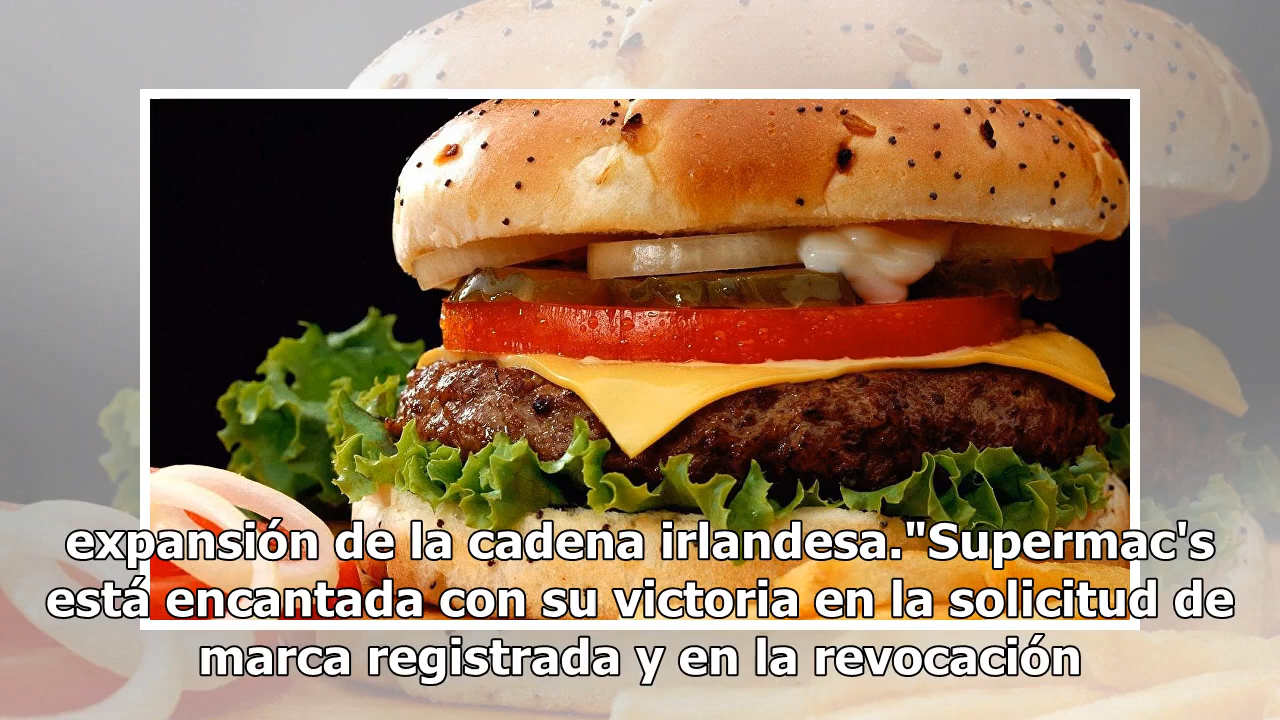 expansión de la cadena irlandesa."Supermac's
está encantada con su victoria en la solicitud de
marca registrada y en la revocación